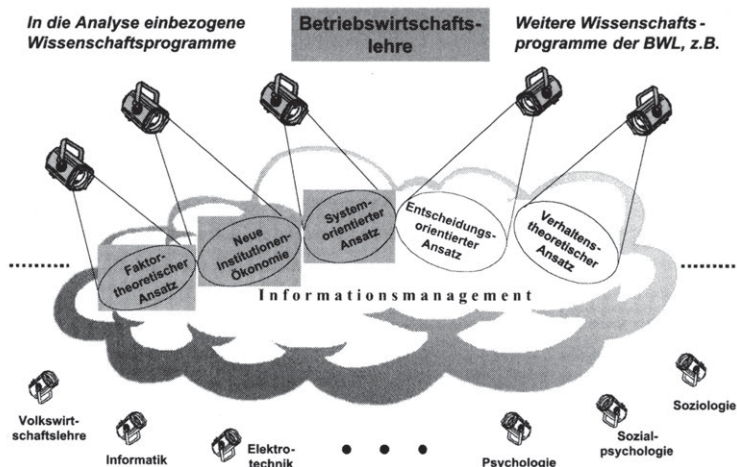 In die Analyse einbezogene
Wissenschaftsprogramme
Betriebswirtschafts-
lehre
Weitere Wissenschafts -
programme der BWL, z.B.
Faktor-
theoretischer
Ansatz
Neue
Institutionen-
Ökonomie
System-
orientierter
Ansatz
Entscheidungs-
orientierter
Ansatz
Verhaltens-
theoretischer
Ansatz
Informationsmanagement
Volkswirt-
schaftslehre
Informatik
Elektro-
technik
• • •
Psychologie
Sozial-
psychologie
Soziologie